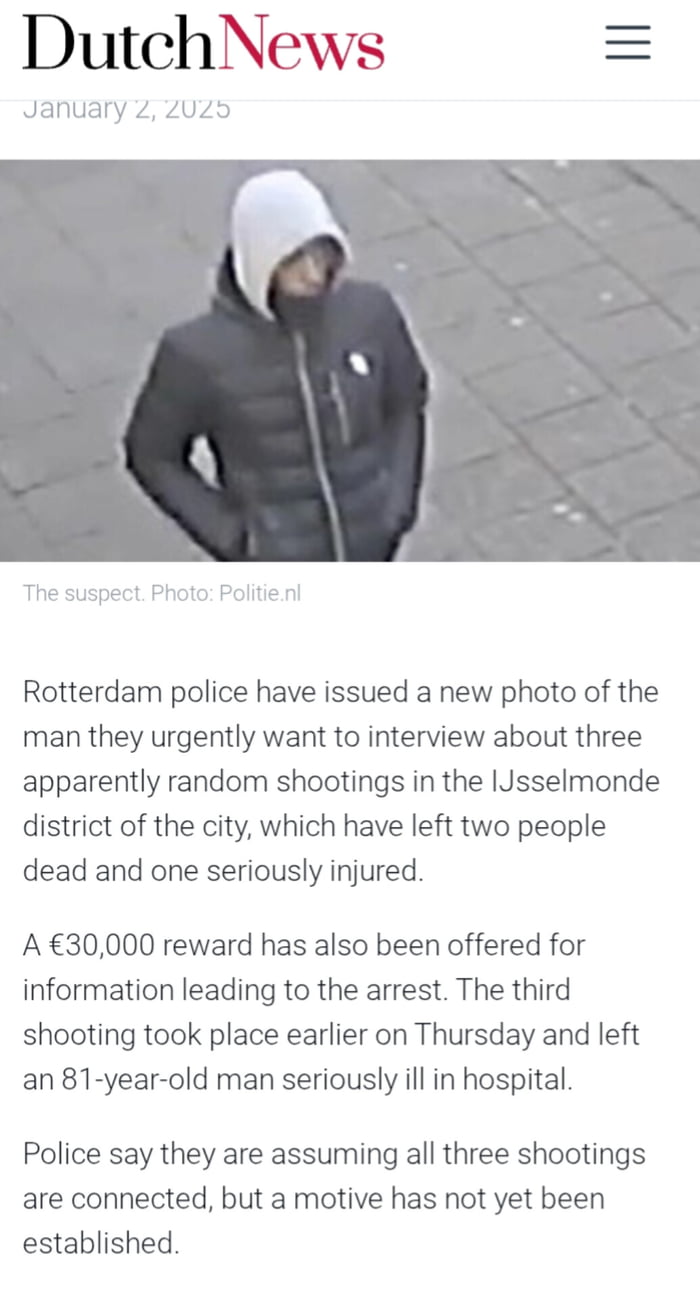 DutchNews
January 2, 2025
The suspect. Photo: Politie.nl
Rotterdam police have issued a new photo of the
man they urgently want to interview about three
apparently random shootings in the IJsselmonde
district of the city, which have left two people
dead and one seriously injured.
A €30,000 reward has also been offered for
information leading to the arrest. The third
shooting took place earlier on Thursday and left
an 81-year-old man seriously ill in hospital.
Police say they are assuming all three shootings
are connected, but a motive has not yet been
established.